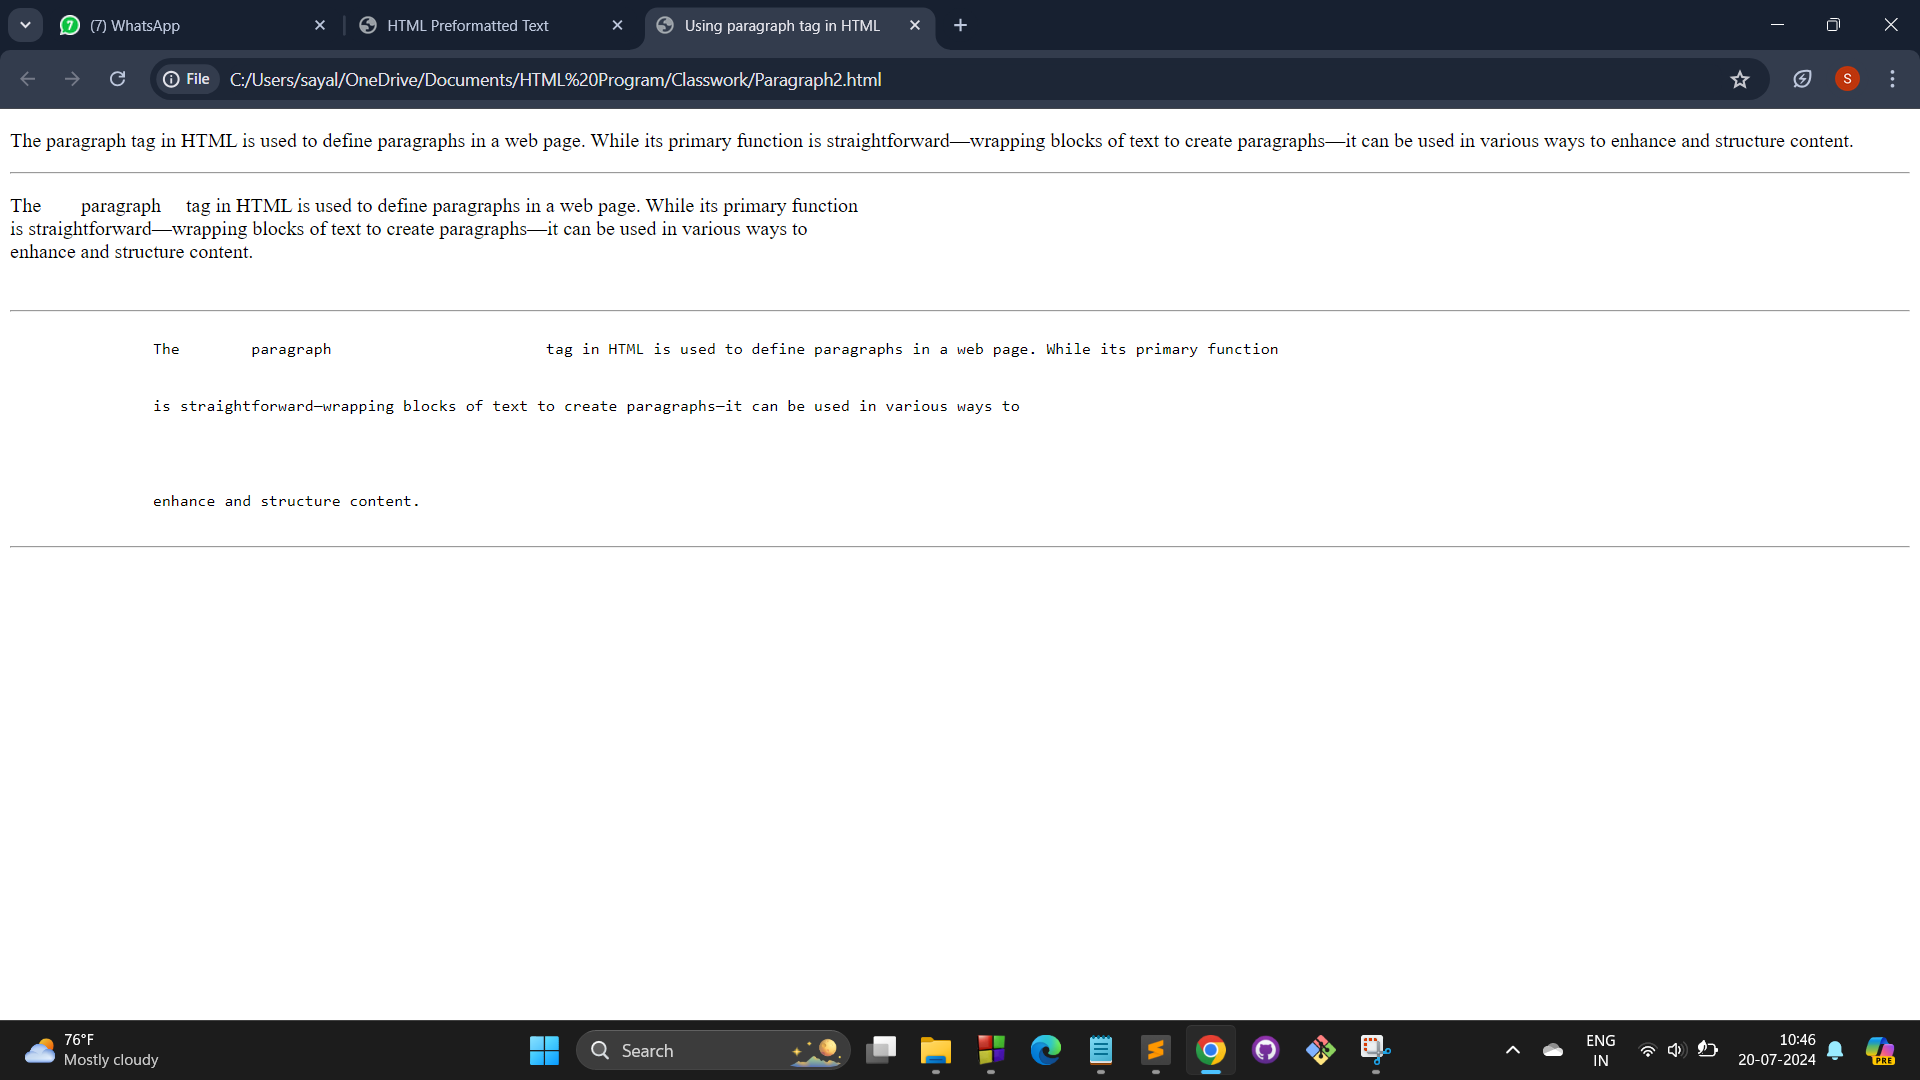 (7) WhatsApp
HTML Preformatted Text
Using paragraph tag in HTML
File
C:/Users/sayal/OneDrive/Documents/HTML%20Program/Classwork/Paragraph2.html
S
The paragraph tag in HTML is used to define paragraphs in a web page. While its primary function is straightforward—wrapping blocks of text to create paragraphs—it can be used in various ways to enhance and structure content.
The paragraph tag in HTML is used to define paragraphs in a web page. While its primary function
is straightforward—wrapping blocks of text to create paragraphs—it can be used in various ways to
enhance and structure content.
The paragraph tag in HTML is used to define paragraphs in a web page. While its primary function
is straightforward—wrapping blocks of text to create paragraphs—it can be used in various ways to
enhance and structure content.
76°F
Mostly cloudy
Search
ENG
IN
10:46
20-07-2024
PRE